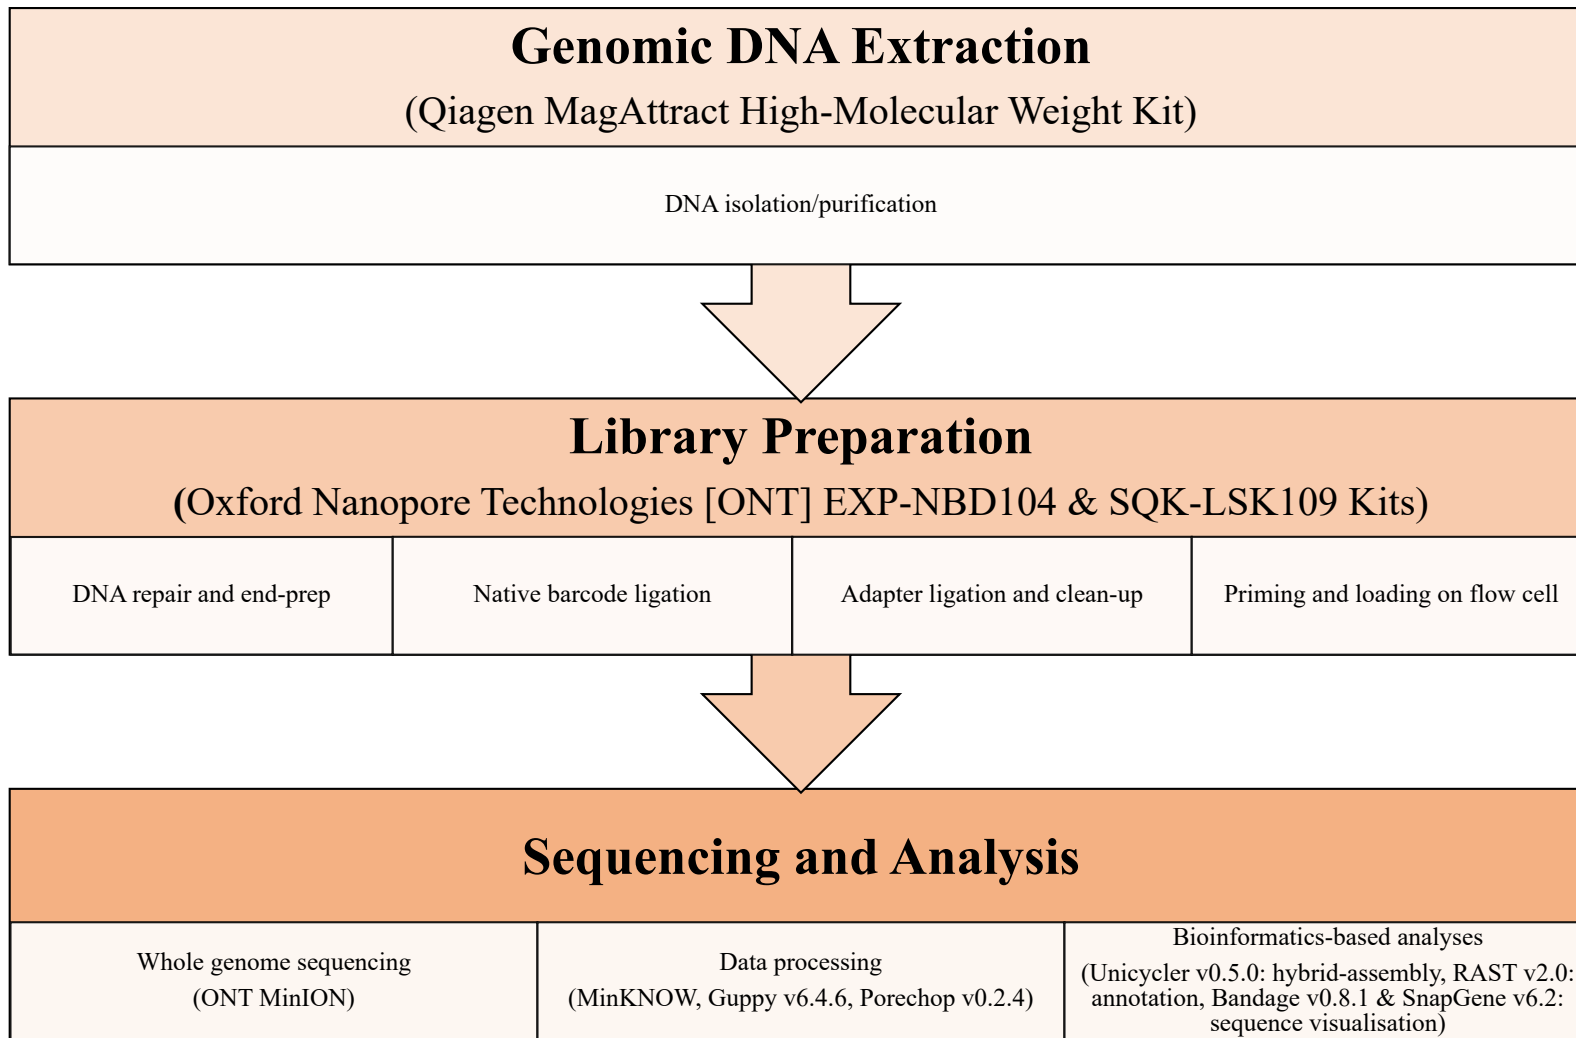 Genomic DNA Extraction
(Qiagen MagAttract High-Molecular Weight Kit)
DNA isolation/purification
Library Preparation
(Oxford Nanopore Technologies [ONT] EXP-NBD104 & SQK-LSK109 Kits)
DNA repair and end-prep
Native barcode ligation
Adapter ligation and clean-up
Priming and loading on flow cell
Sequencing and Analysis
Whole genome sequencing
(ONT MinION)
Data processing
(MinKNOW, Guppy v6.4.6, Porechop v0.2.4)
Bioinformatics-based analyses
(Unicycler v0.5.0: hybrid-assembly, RAST v2.0:
annotation, Bandage v0.8.1 & SnapGene v6.2:
sequence visualisation)